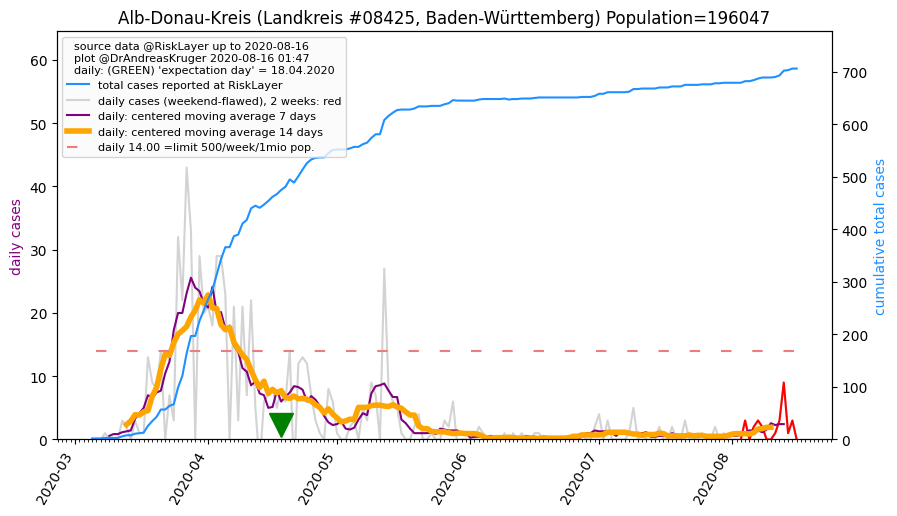 Alb-Donau-Kreis (Landkreis #08425, Baden-Württemberg) Population=196047
source data @RiskLayer up to 2020-08-16
plot @DrAndreasKruger 2020-08-16 01:47
daily: (GREEN) 'expectation day' = 18.04.2020
total cases reported at RiskLayer
daily cases (weekend-flawed), 2 weeks: red
daily: centered moving average 7 days
daily: centered moving average 14 days
daily 14.00 =limit 500/week/1mio pop.
daily cases
60
50
40
30
20
10
0
cumulative total cases
700
600
500
400
300
200
100
0
2020-03
2020-04
2020-05
2020-06
2020-07
2020-08